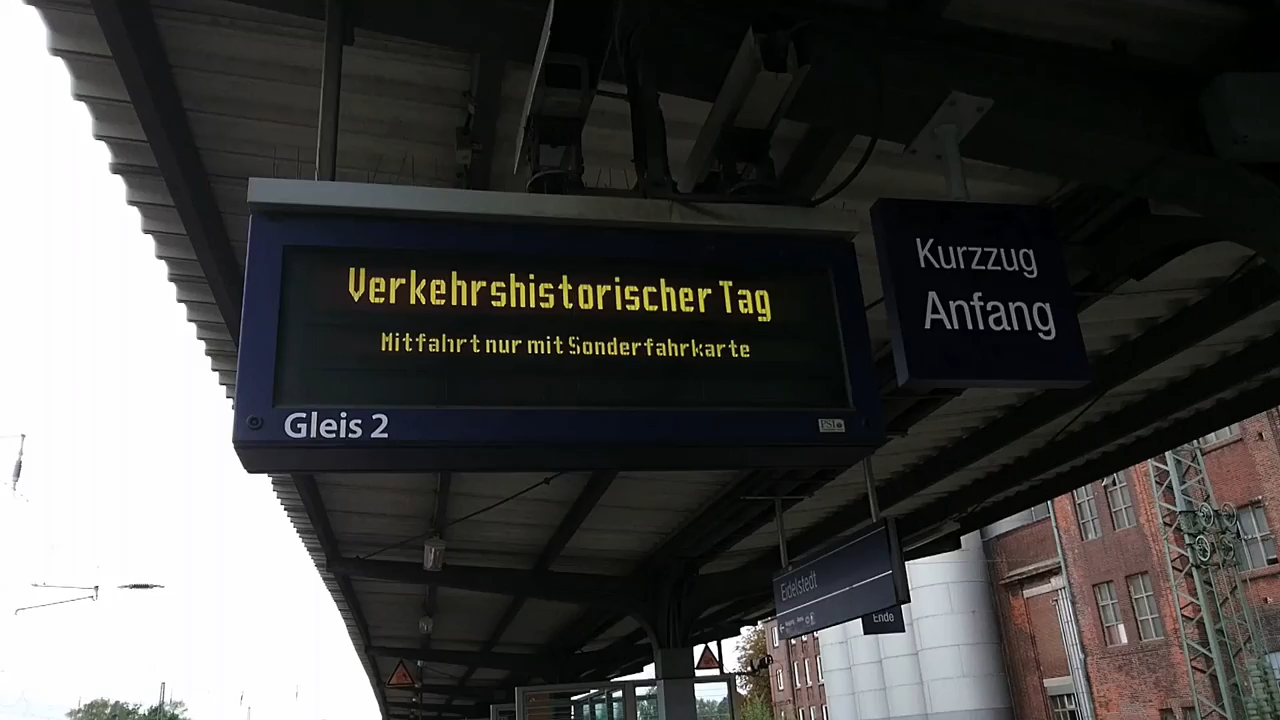 Verkehrshistorischer Tag
Mitfahrt nur mit Sonderfahrkarte
Gleis 2
Kurzzug
Anfang
Eidelstedt
Ende